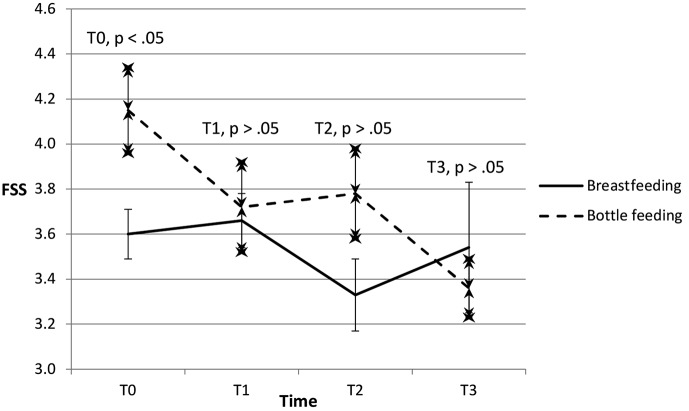 4.6
4.4
4.2
4.0
3.8
3.6
3.4
3.2
3.0
FSS
T0, p < .05
T1, p > .05
T2, p > .05
T3, p > .05
Breastfeeding
Bottle feeding
T0
T1
T2
T3
Time